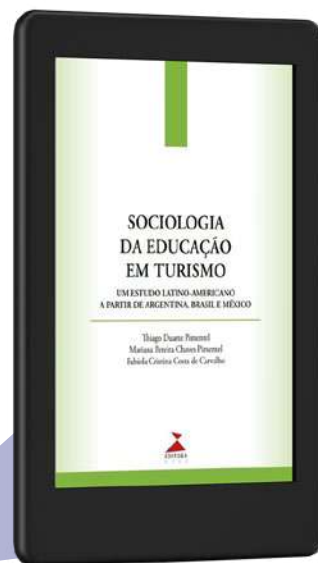 SOCIOLOGIA
DA EDUCAÇÃO
EM TURISMO
UM ESTUDO LATINO-AMERICANO
A PARTIR DE ARGENTINA, BRASIL E MÉXICO
Thiago Duarte Pimentel
Mariana Pereira Chaves Pimentel
Fabíola Cristina Costa de Carvalho
EDITORA